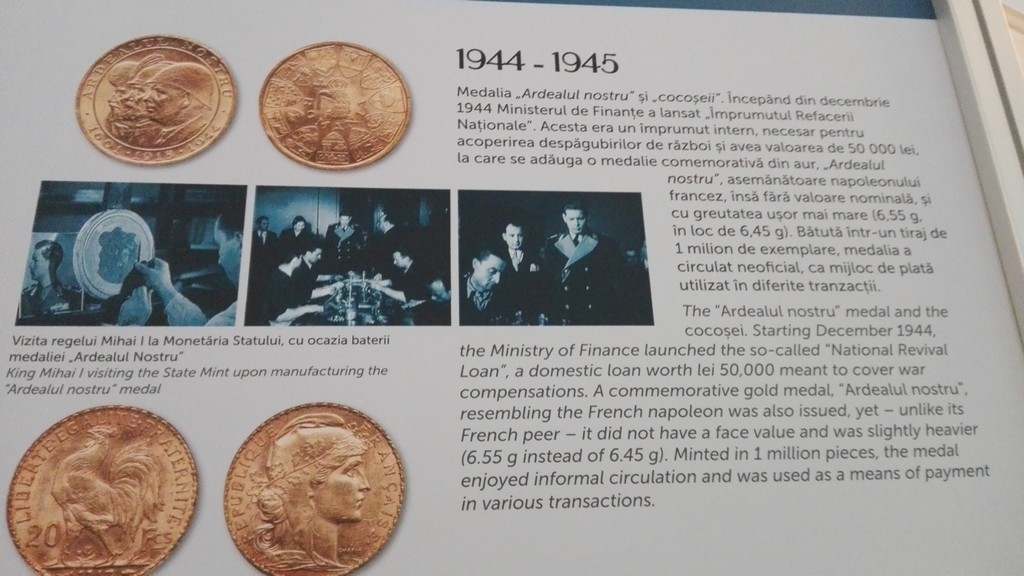 ARDEALUL NOSTRU
1601·1918·1944
1944 - 1945
Medalia „Ardealul nostru" și „cocoșeii". Începând din decembrie
1944 Ministerul de Finanțe a lansat „Împrumutul Refacerii
Naționale". Acesta era un împrumut intern, necesar pentru
acoperirea despăgubirilor de război și avea valoarea de 50 000 lei,
la care se adăuga o medalie comemorativă din aur, „Ardealul
nostru", asemănătoare napoleonului
francez, însă fără valoare nominală, și
cu greutatea ușor mai mare (6,55 g,
în loc de 6,45 g). Bătută într-un tiraj de
1 milion de exemplare, medalia a
circulat neoficial, ca mijloc de plată
utilizat în diferite tranzacții.
The "Ardealul nostru" medal and the
cocoșei. Starting December 1944,
the Ministry of Finance launched the so-called "National Revival
Loan", a domestic loan worth lei 50,000 meant to cover war
compensations. A commemorative gold medal, "Ardealul nostru",
resembling the French napoleon was also issued, yet – unlike its
French peer – it did not have a face value and was slightly heavier
(6.55 g instead of 6.45 g). Minted in 1 million pieces, the medal
enjoyed informal circulation and was used as a means of payment
in various transactions.
Vizita regelui Mihai I la Monetăria Statului, cu ocazia baterii
medaliei „Ardealul Nostru"
King Mihai I visiting the State Mint upon manufacturing the
"Ardealul nostru" medal
LIBERTE EGALITE FRATERNITE
20 FCS
REPUBLIQUE FRANÇAISE